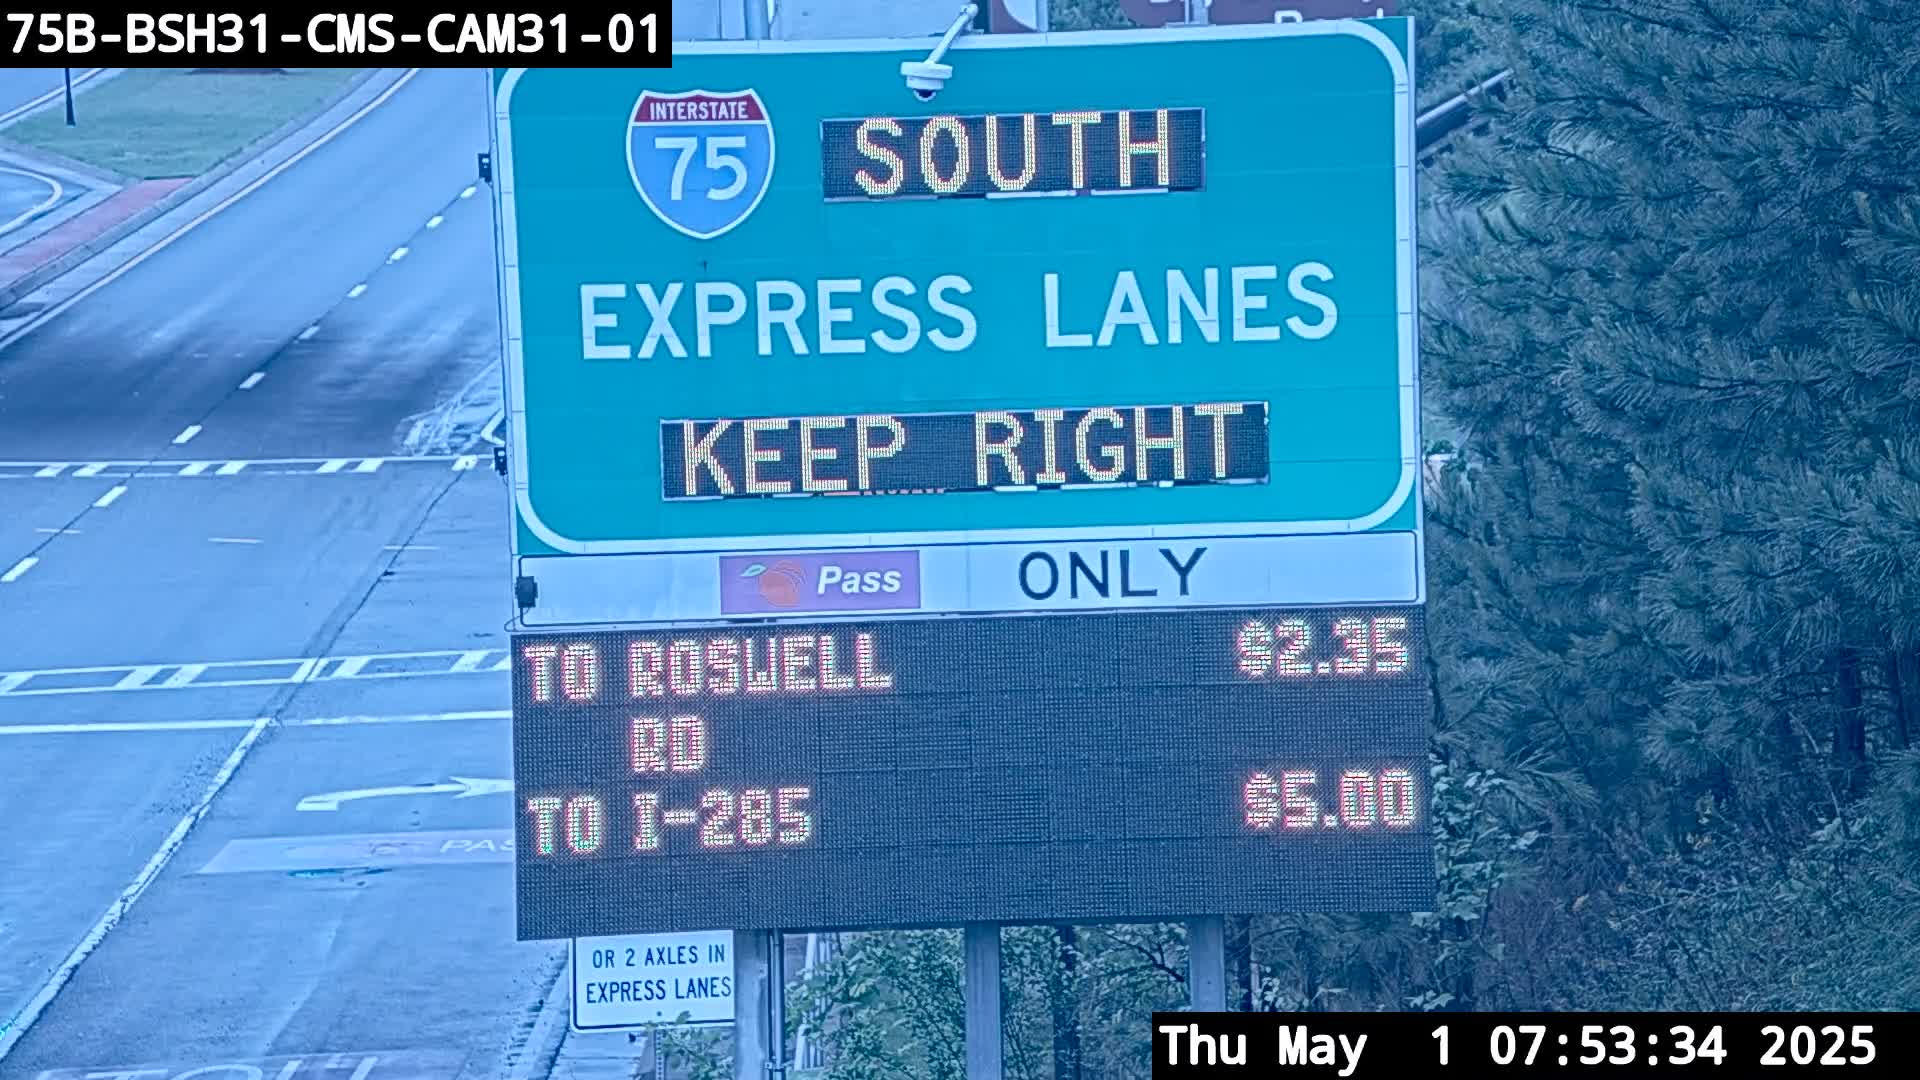 75B-BSH31-CMS-CAM31-01
INTERSTATE
75
SOUTH
EXPRESS LANES
KEEP RIGHT
Pass ONLY
TO ROSWELL $2.35
RD
TO I-285 $5.00
OR 2 AXLES IN
EXPRESS LANES
Thu May 1 07:53:34 2025